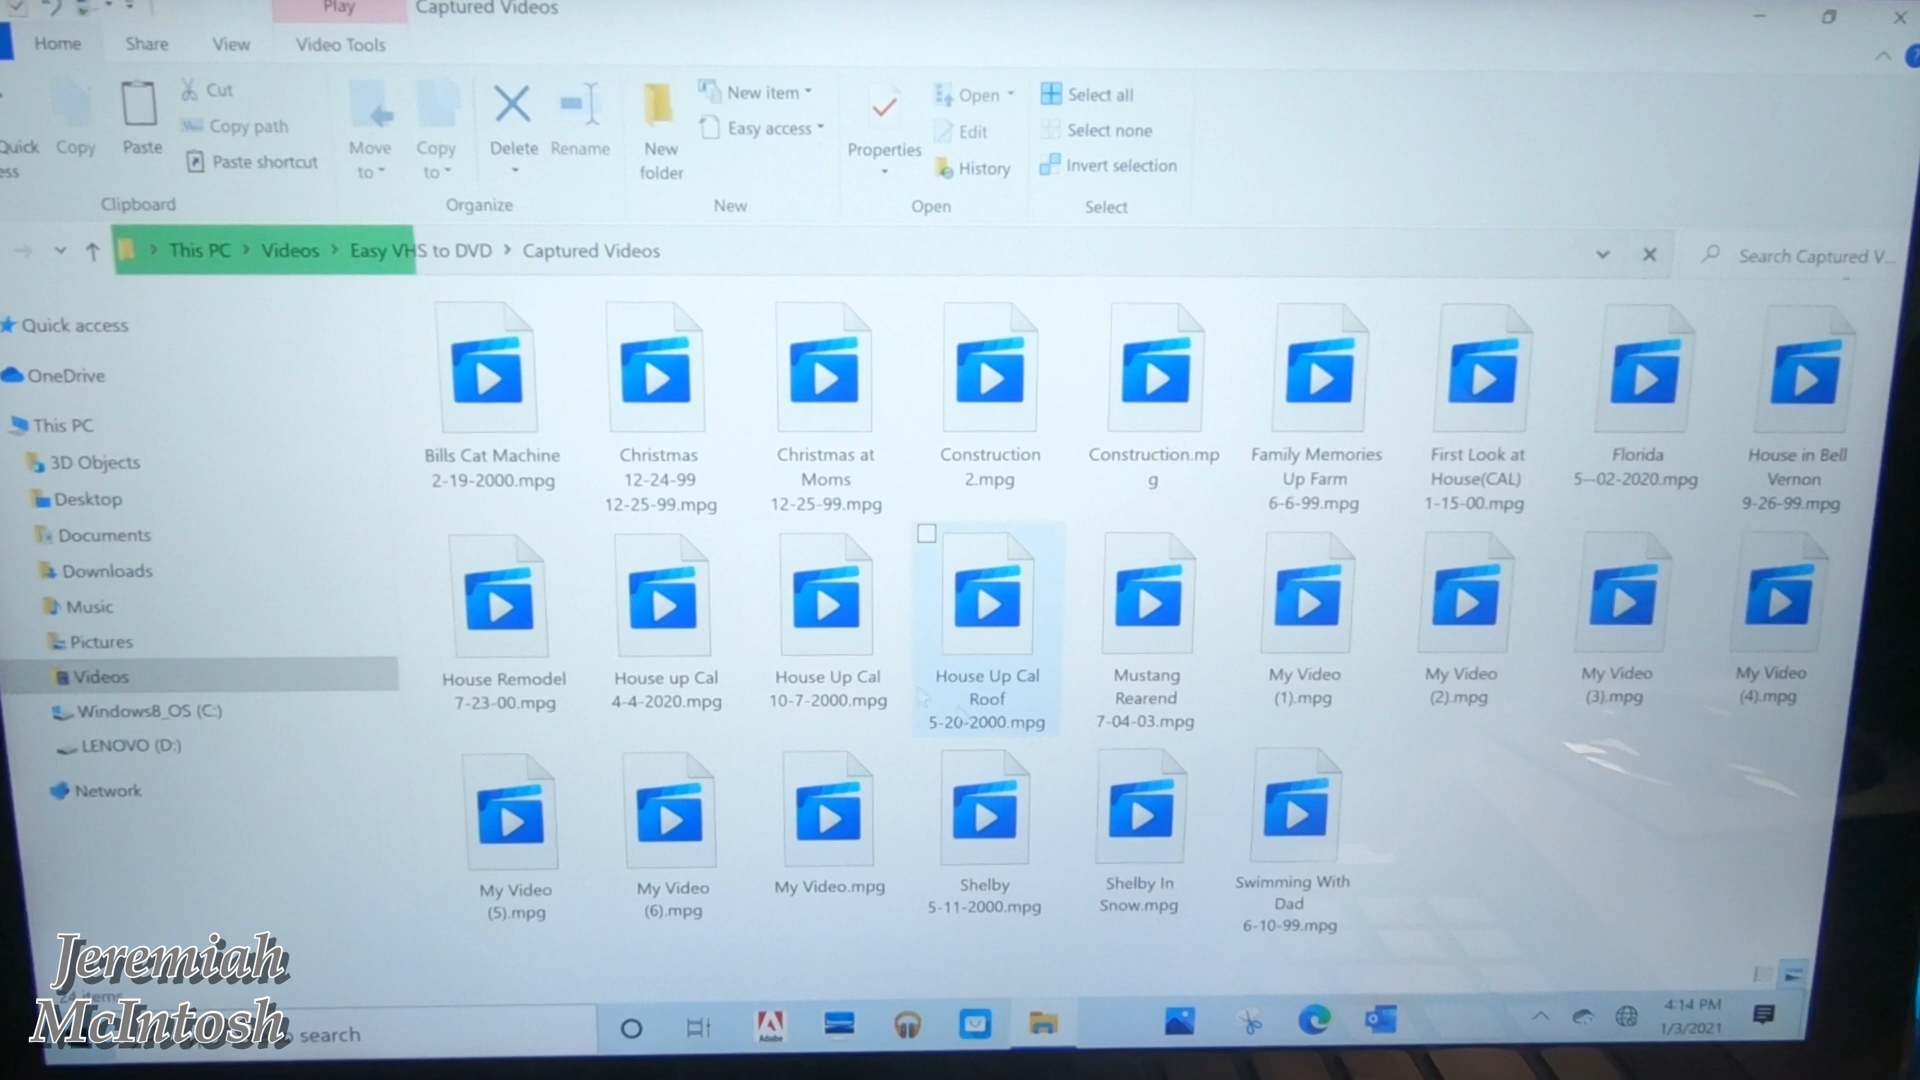 Play
Captured Videos
Home
Share
View
Video Tools
Quick
Copy
Paste
Cut
Copy path
Paste shortcut
Move to
Copy to
Delete
Rename
New folder
New item
Easy access
Properties
Open
Edit
History
Select all
Select none
Invert selection
Clipboard
Organize
New
Open
Select
This PC > Videos > Easy VHS to DVD > Captured Videos
Search Captured V...
Quick access
OneDrive
This PC
3D Objects
Desktop
Documents
Downloads
Music
Pictures
Videos
Windows8_OS (C:)
LENOVO (D:)
Network
Bills Cat Machine
2-19-2000.mpg
Christmas
12-24-99
12-25-99.mpg
Christmas at
Moms
12-25-99.mpg
Construction
2.mpg
Construction.mp
g
Family Memories
Up Farm
6-6-99.mpg
First Look at
House(CAL)
1-15-00.mpg
Florida
5--02-2020.mpg
House in Bell
Vernon
9-26-99.mpg
House Remodel
7-23-00.mpg
House up Cal
4-4-2020.mpg
House Up Cal
10-7-2000.mpg
House Up Cal
Roof
5-20-2000.mpg
Mustang
Rearend
7-04-03.mpg
My Video
(1).mpg
My Video
(2).mpg
My Video
(3).mpg
My Video
(4).mpg
My Video
(5).mpg
My Video
(6).mpg
My Video.mpg
Shelby
5-11-2000.mpg
Shelby In
Snow.mpg
Swimming With
Dad
6-10-99.mpg
24 items
Jeremiah
McIntosh
search
Adobe
4:14 PM
1/3/2021